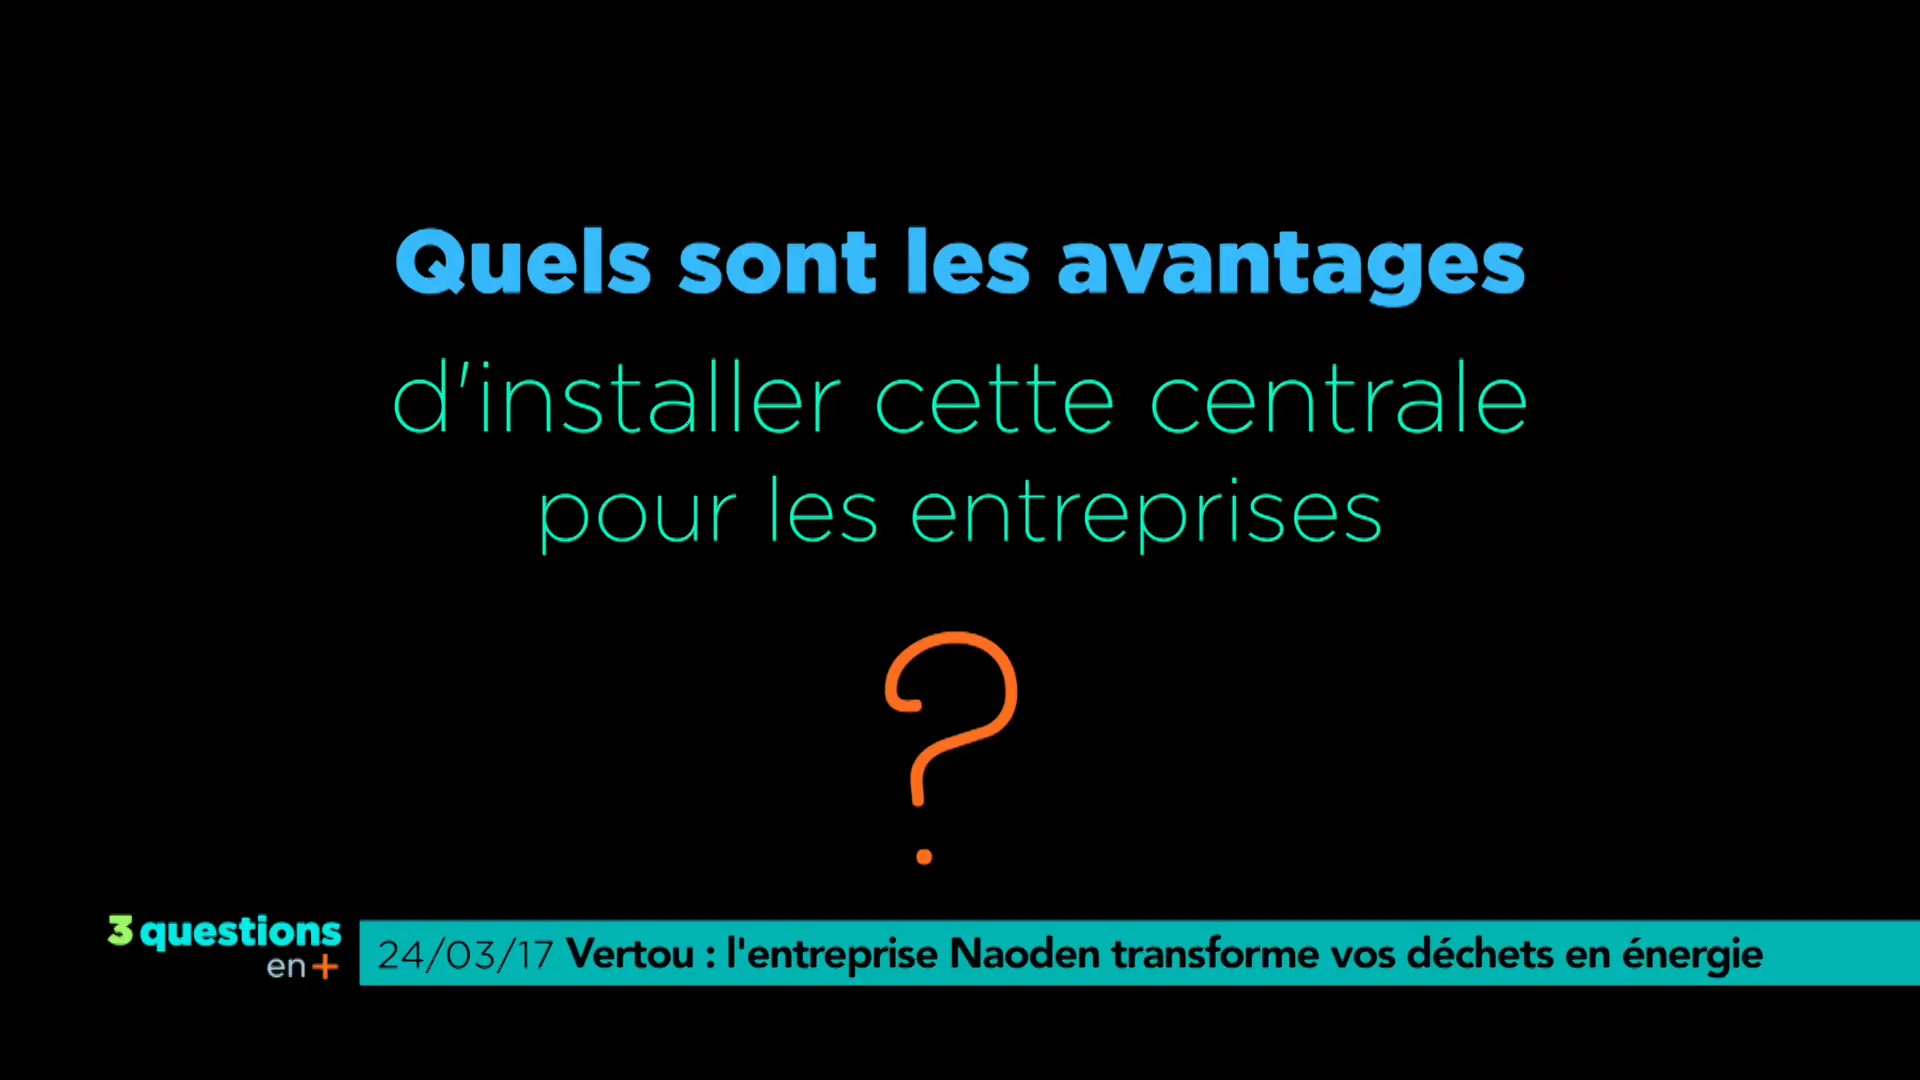 Quels sont les avantages
d'installer cette centrale
pour les entreprises
?
3 questions
en +
24/03/17 Vertou : l'entreprise Naoden transforme vos déchets en énergie